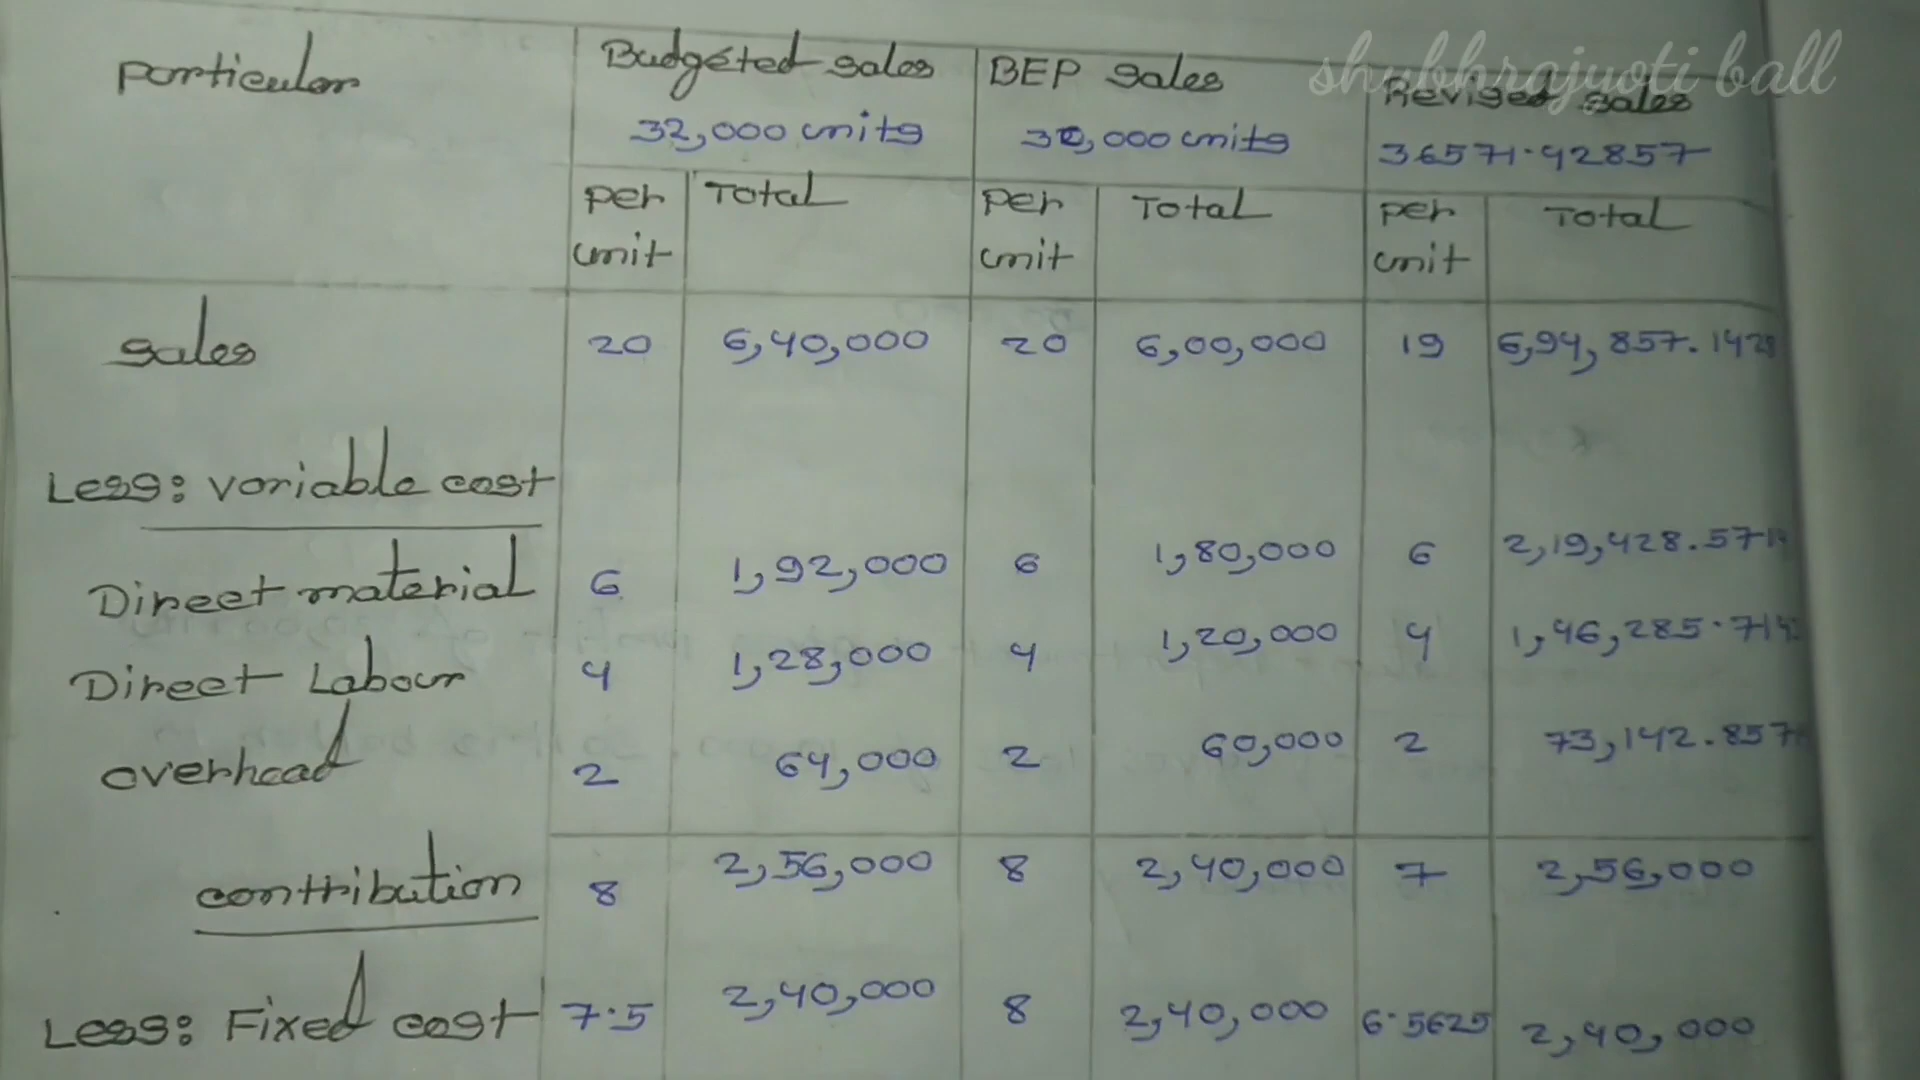 shubhrajyoti ball
particular Budgeted sales BEP sales Revised sales
32,000 units 30,000 units 36571.42857
per unit Total per unit Total per unit Total
sales 20 6,40,000 20 6,00,000 19 6,94,857.1429
Less: variable cost
Direct material 6 1,92,000 6 1,80,000 6 2,19,428.571
Direct Labour 4 1,28,000 4 1,20,000 4 1,46,285.714
overhead 2 64,000 2 60,000 2 73,142.857
contribution 8 2,56,000 8 2,40,000 7 2,56,000
Less: Fixed cost 7.5 2,40,000 8 2,40,000 6.5625 2,40,000